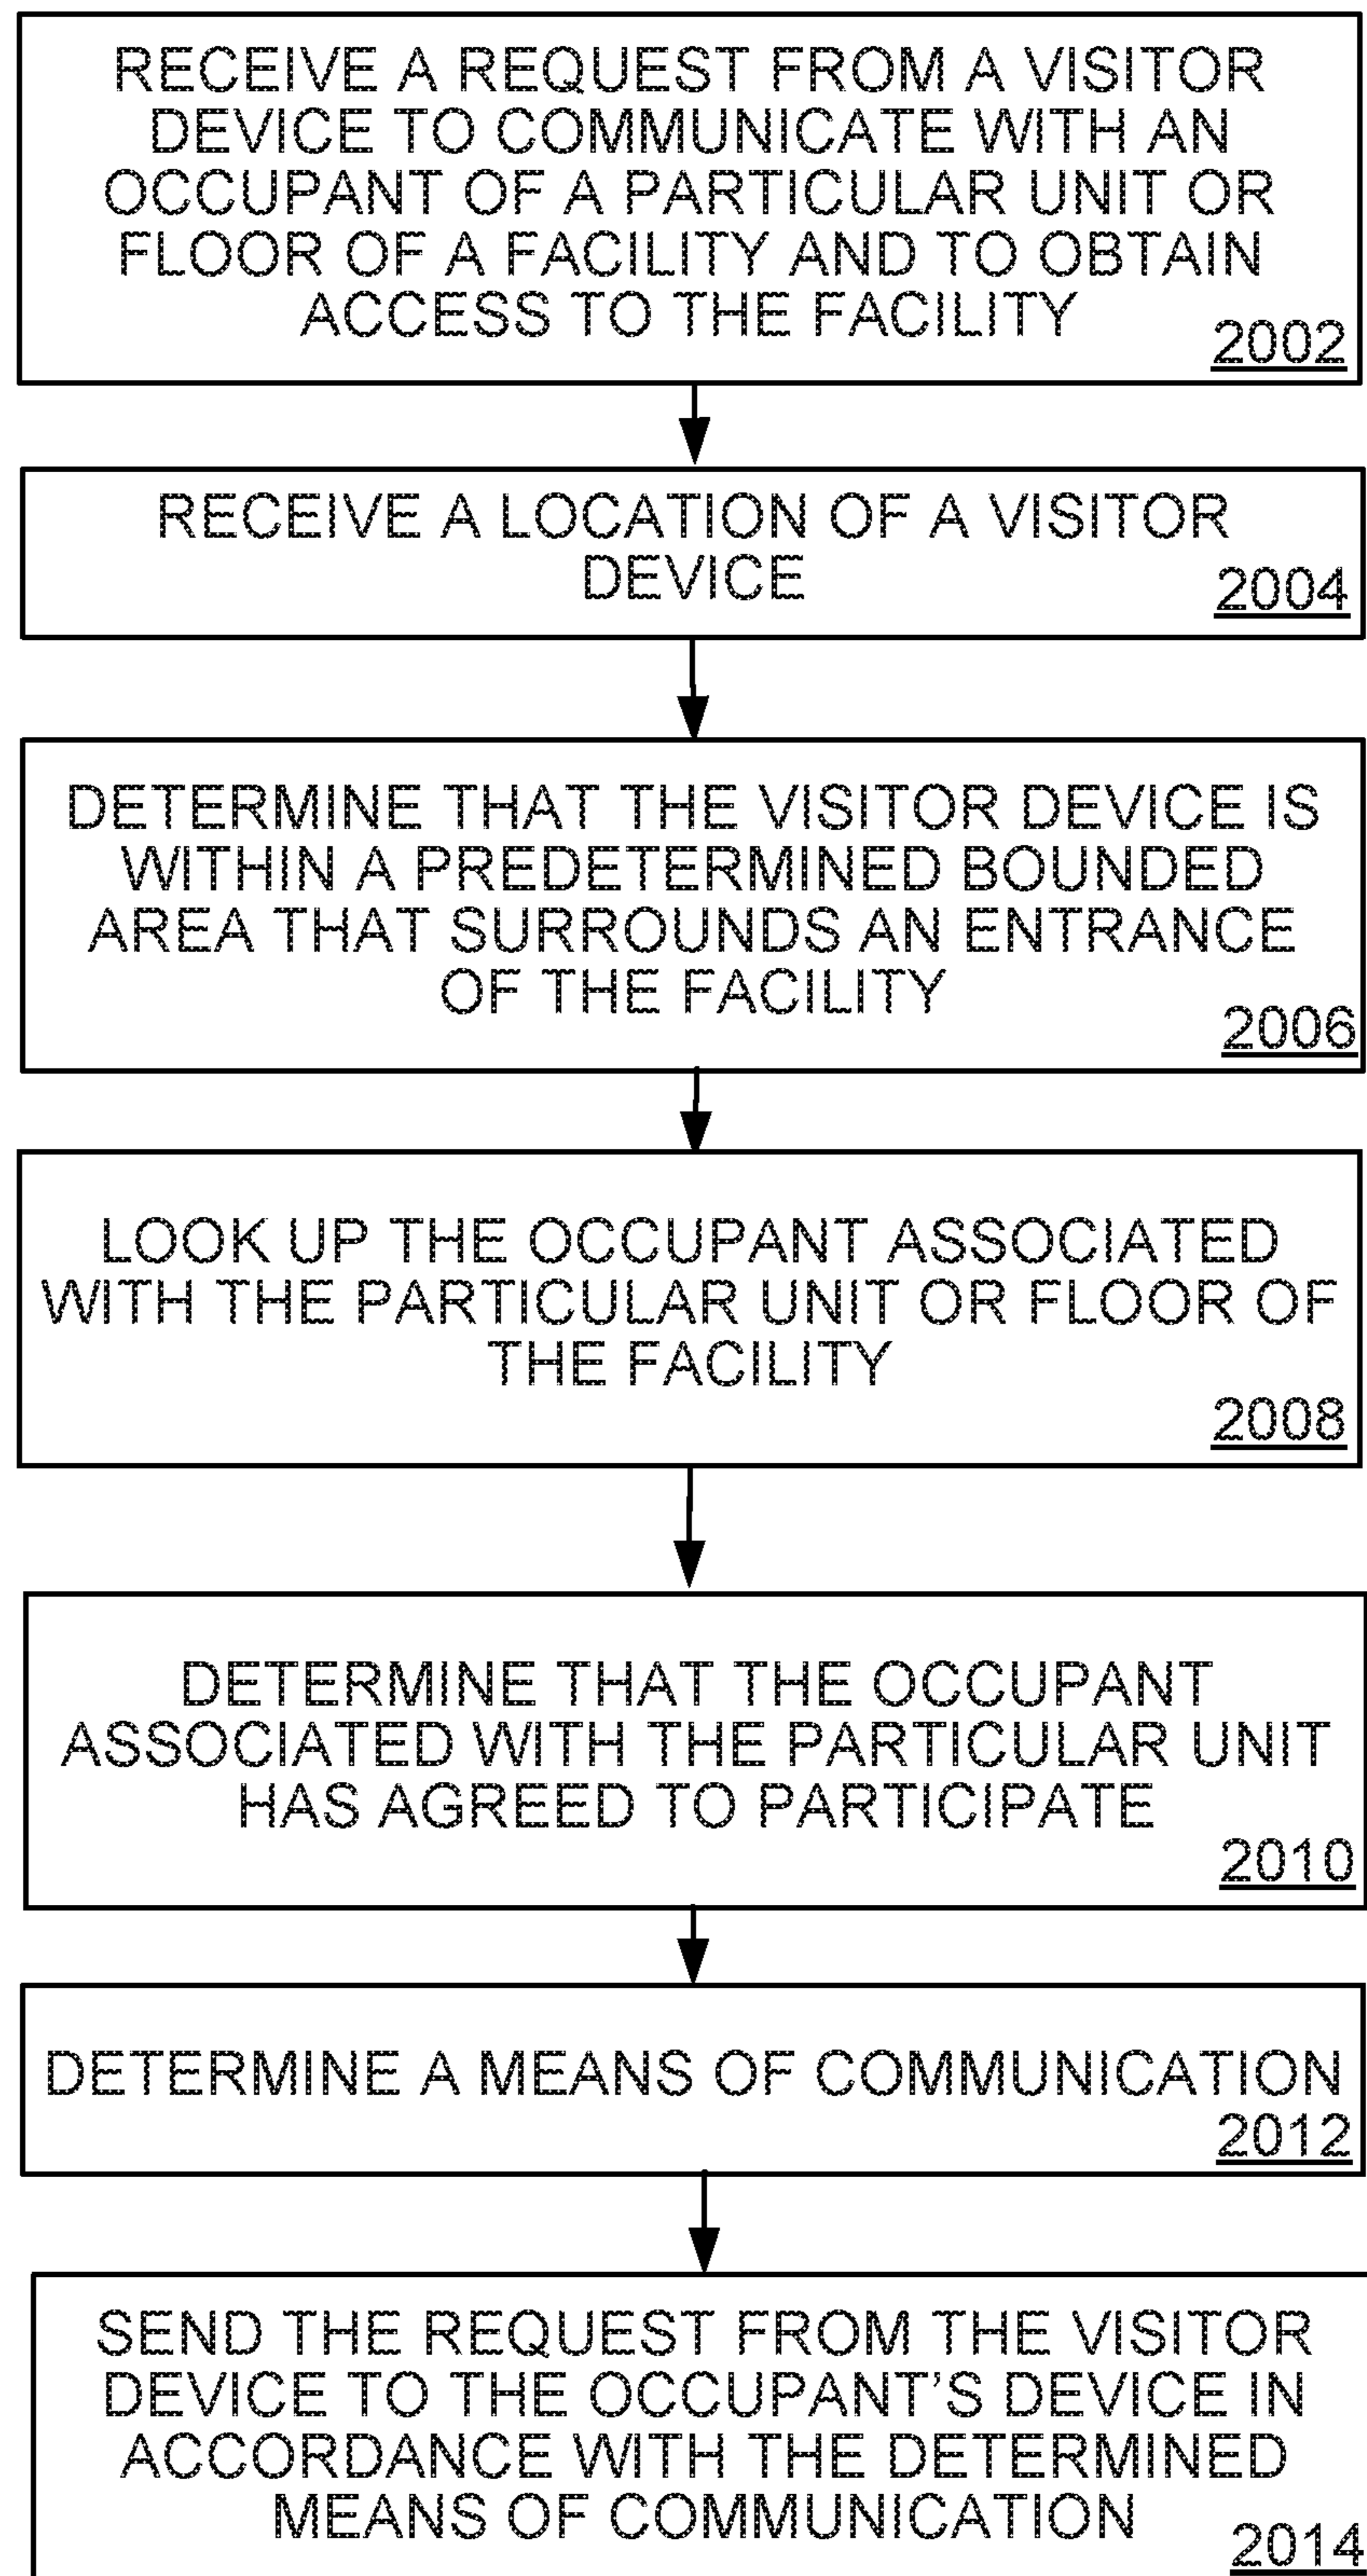 RECEIVE A REQUEST FROM A VISITOR
DEVICE TO COMMUNICATE WITH AN
OCCUPANT OF A PARTICULAR UNIT OR
FLOOR OF A FACILITY AND TO OBTAIN
ACCESS TO THE FACILITY
2002
RECEIVE A LOCATION OF A VISITOR
DEVICE
2004
DETERMINE THAT THE VISITOR DEVICE IS
WITHIN A PREDETERMINED BOUNDED
AREA THAT SURROUNDS AN ENTRANCE
OF THE FACILITY
2006
LOOK UP THE OCCUPANT ASSOCIATED
WITH THE PARTICULAR UNIT OR FLOOR OF
THE FACILITY
2008
DETERMINE THAT THE OCCUPANT
ASSOCIATED WITH THE PARTICULAR UNIT
HAS AGREED TO PARTICIPATE
2010
DETERMINE A MEANS OF COMMUNICATION
2012
SEND THE REQUEST FROM THE VISITOR
DEVICE TO THE OCCUPANT'S DEVICE IN
ACCORDANCE WITH THE DETERMINED
MEANS OF COMMUNICATION
2014